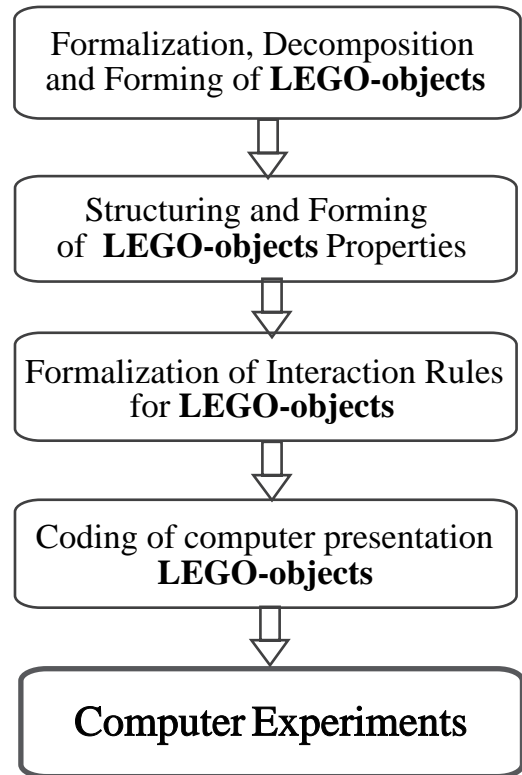 Formalization, Decomposition
and Forming of LEGO-objects
Structuring and Forming
of LEGO-objects Properties
Formalization of Interaction Rules
for LEGO-objects
Coding of computer presentation
LEGO-objects
Computer Experiments